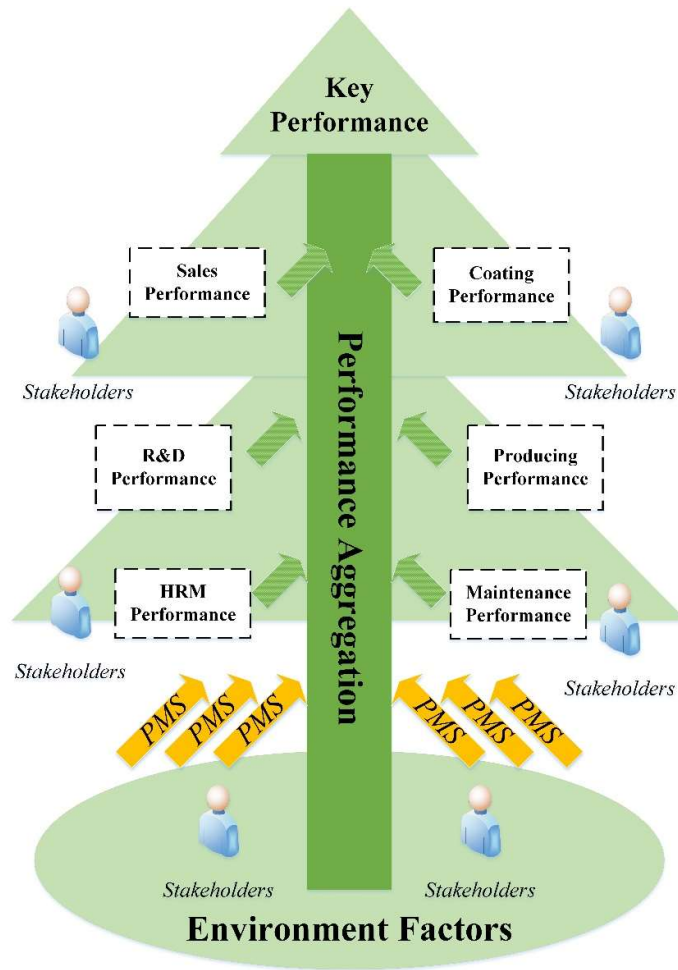 Key
Performance
Sales
Performance
Coating
Performance
Stakeholders
Stakeholders
R&D
Performance
Producing
Performance
Performance Aggregation
HRM
Performance
Maintenance
Performance
Stakeholders
Stakeholders
PMS
PMS
PMS
PMS
PMS
PMS
Stakeholders
Stakeholders
Environment Factors